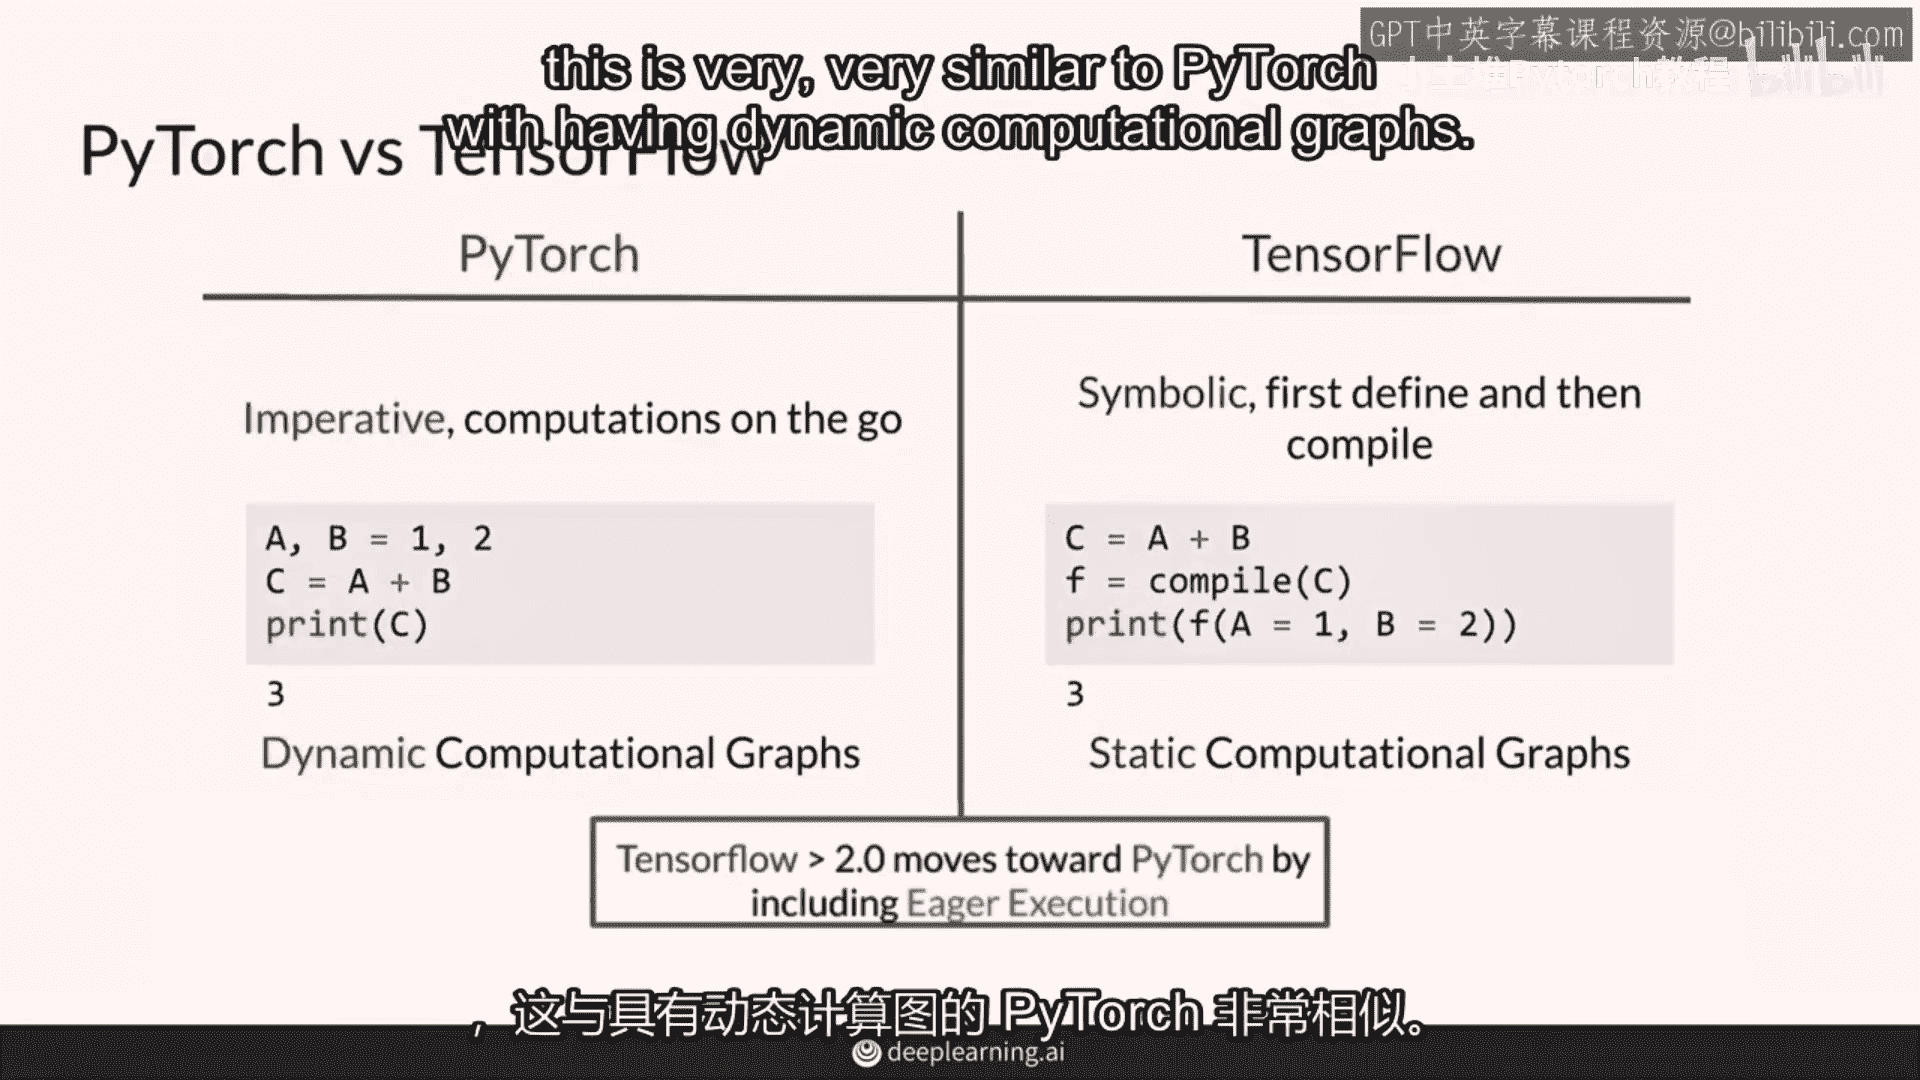 GPT中英字幕课程资源@bilibili.com
this is very, very similar to PyTorch
with having dynamic computational graphs.
PyTorch vs TensorFlow
PyTorch
TensorFlow
Imperative, computations on the go
A, B = 1, 2
C = A + B
print(C)
3
Dynamic Computational Graphs
Symbolic, first define and then
compile
C = A + B
f = compile(C)
print(f(A = 1, B = 2))
3
Static Computational Graphs
Tensorflow > 2.0 moves toward PyTorch by
including Eager Execution
，这与具有动态计算图的 PyTorch 非常相似。
deeplearning.ai